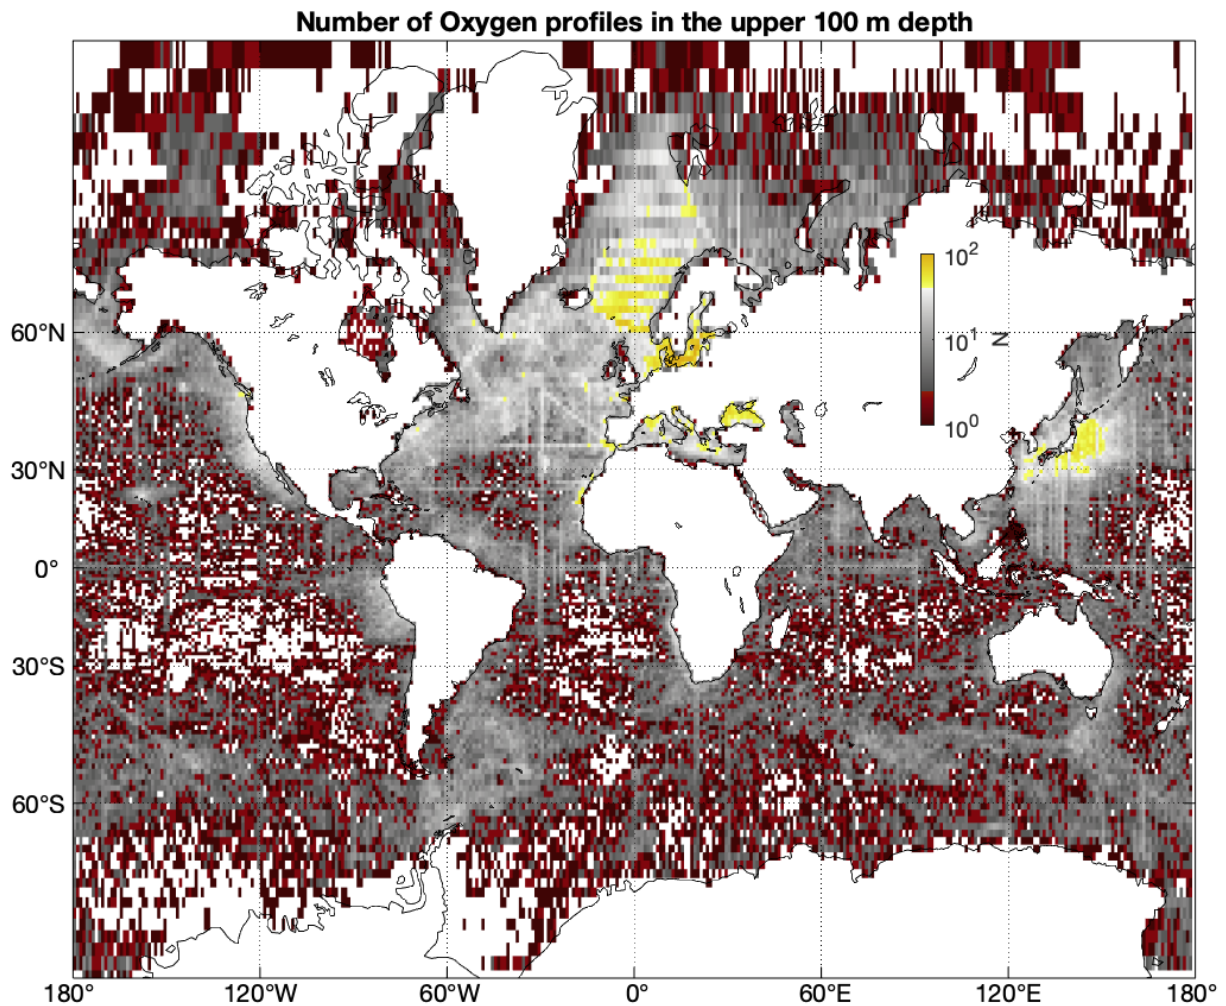 Number of Oxygen profiles in the upper 100 m depth
10²
10¹
N
10⁰
60°N
30°N
0°
30°S
60°S
180° 120°W 60°W 0° 60°E 120°E 180°